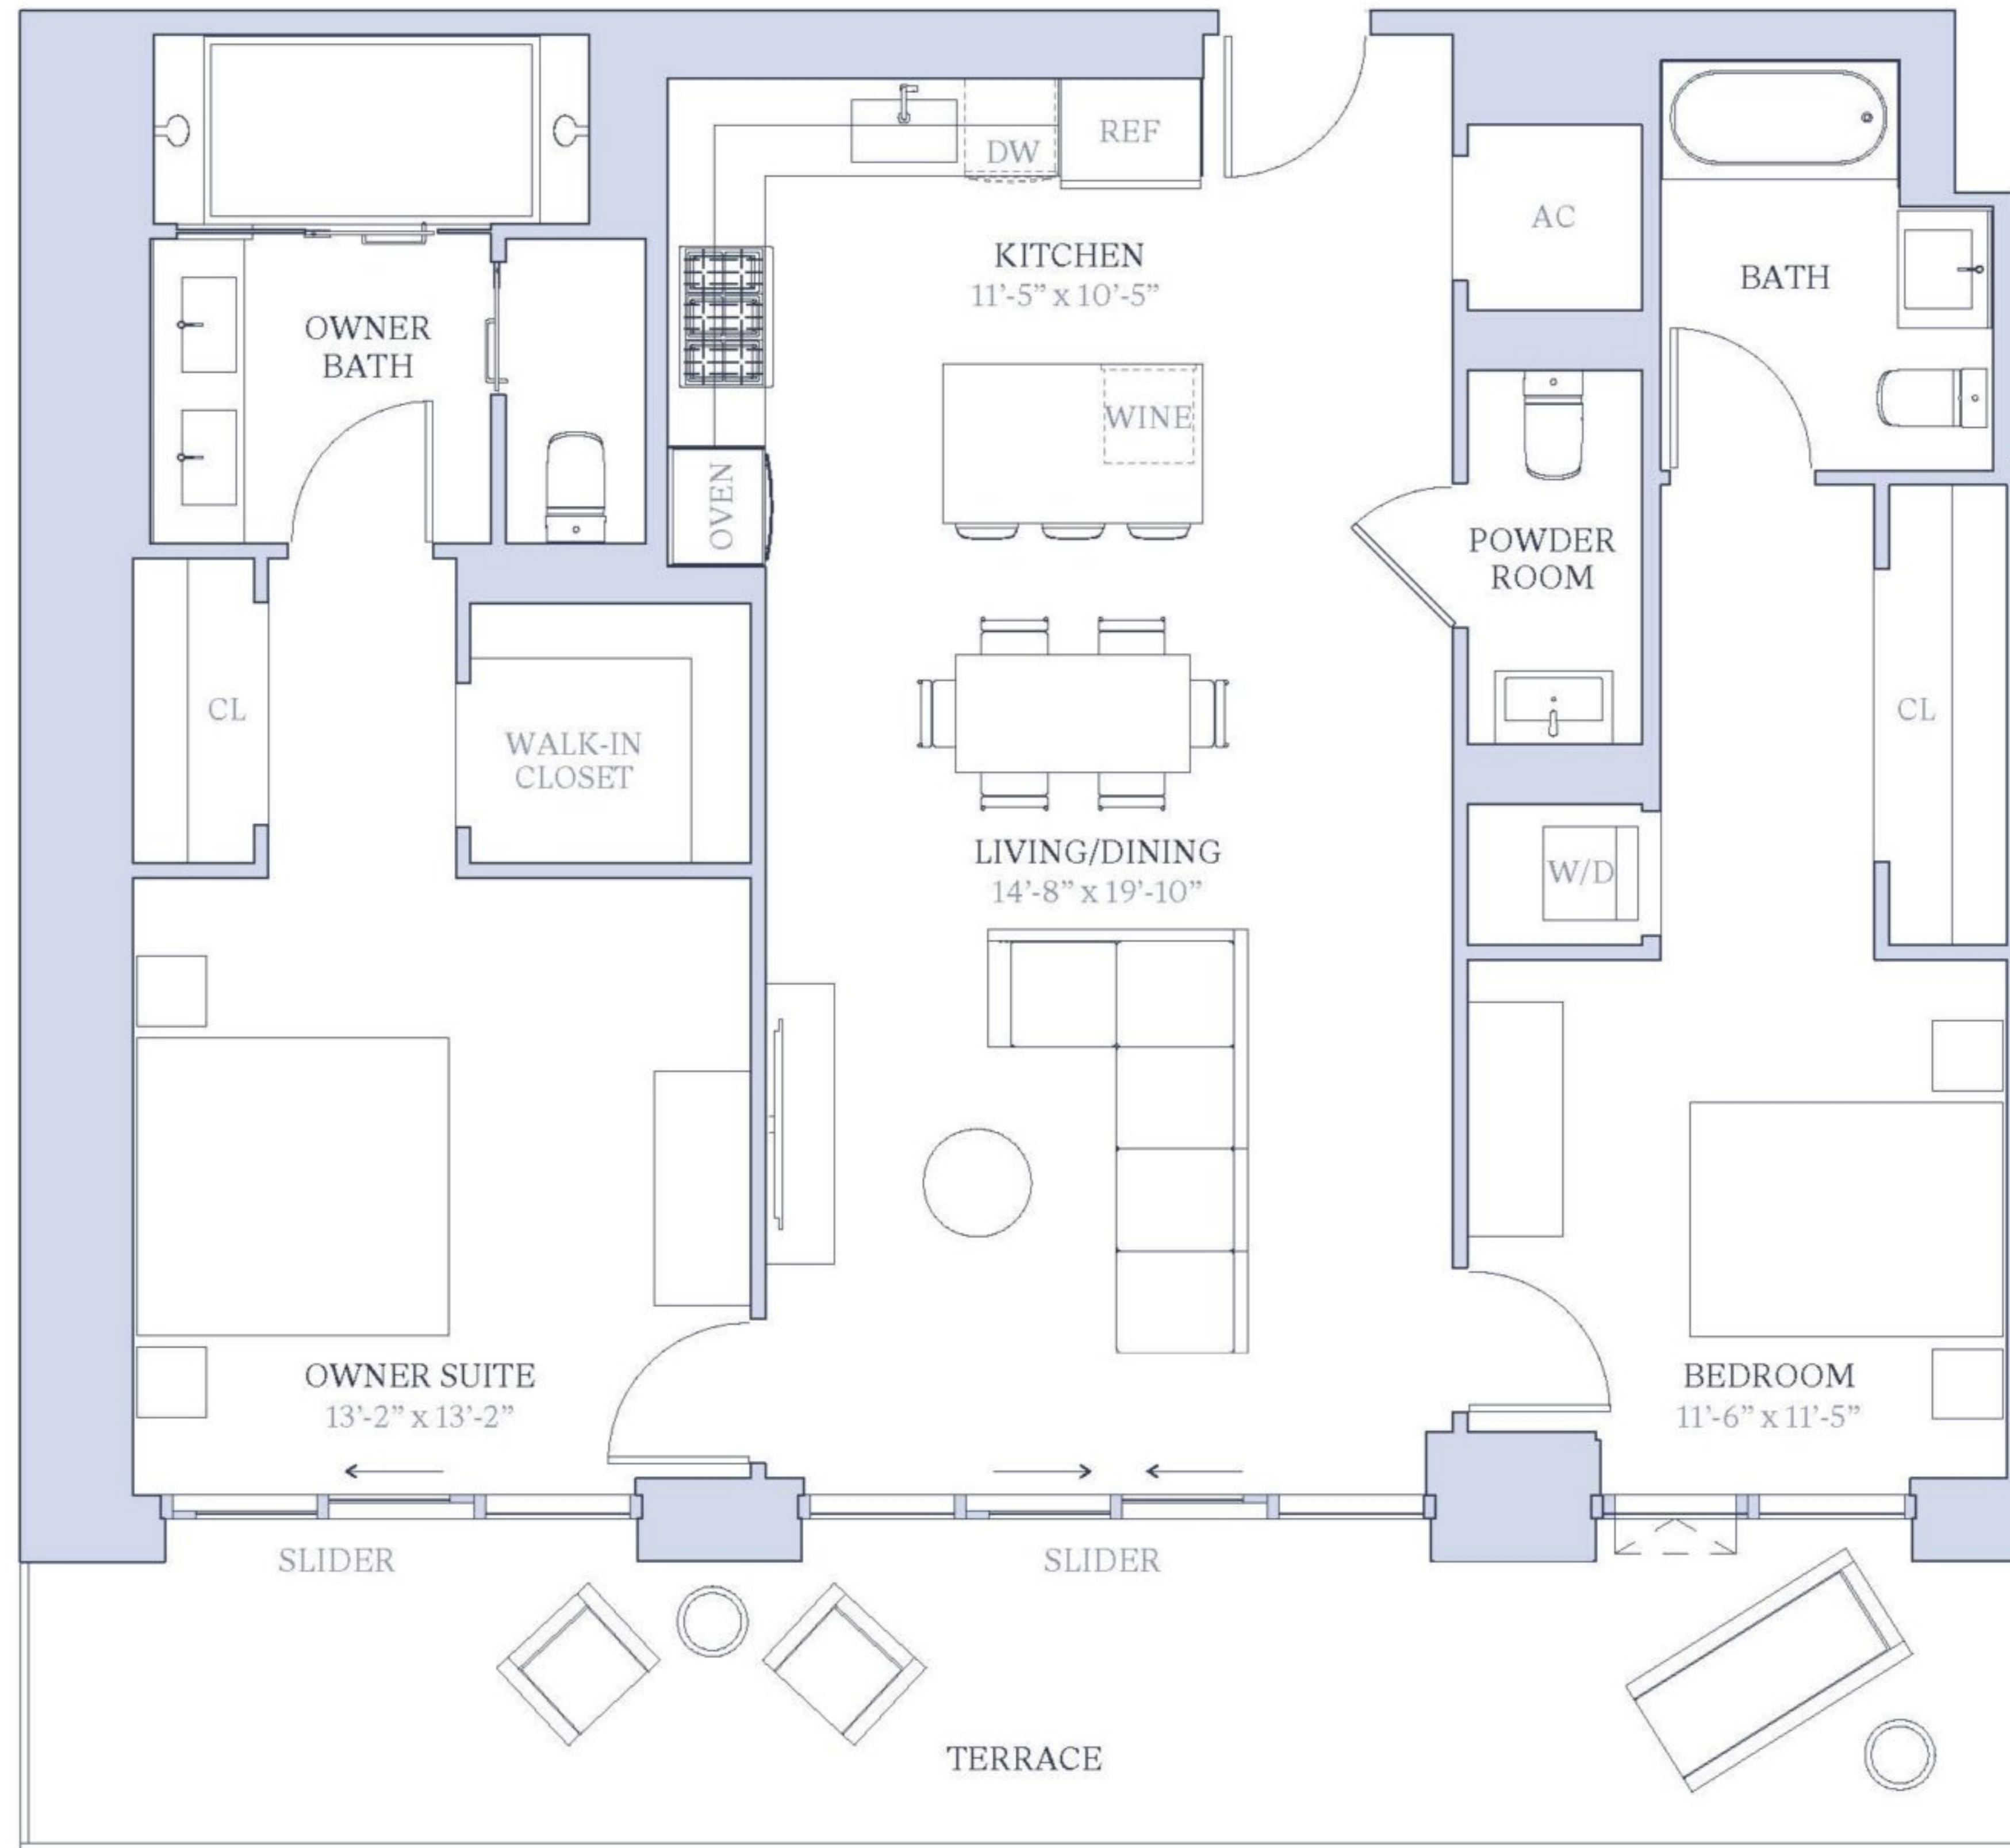 DW
REF
AC
KITCHEN
11’-5” x 10’-5”
BATH
OWNER
BATH
WINE
OVEN
POWDER
ROOM
CL
WALK-IN
CLOSET
CL
LIVING/DINING
14’-8” x 19’-10”
W/D
OWNER SUITE
13’-2” x 13’-2”
BEDROOM
11’-6” x 11’-5”
SLIDER
SLIDER
TERRACE